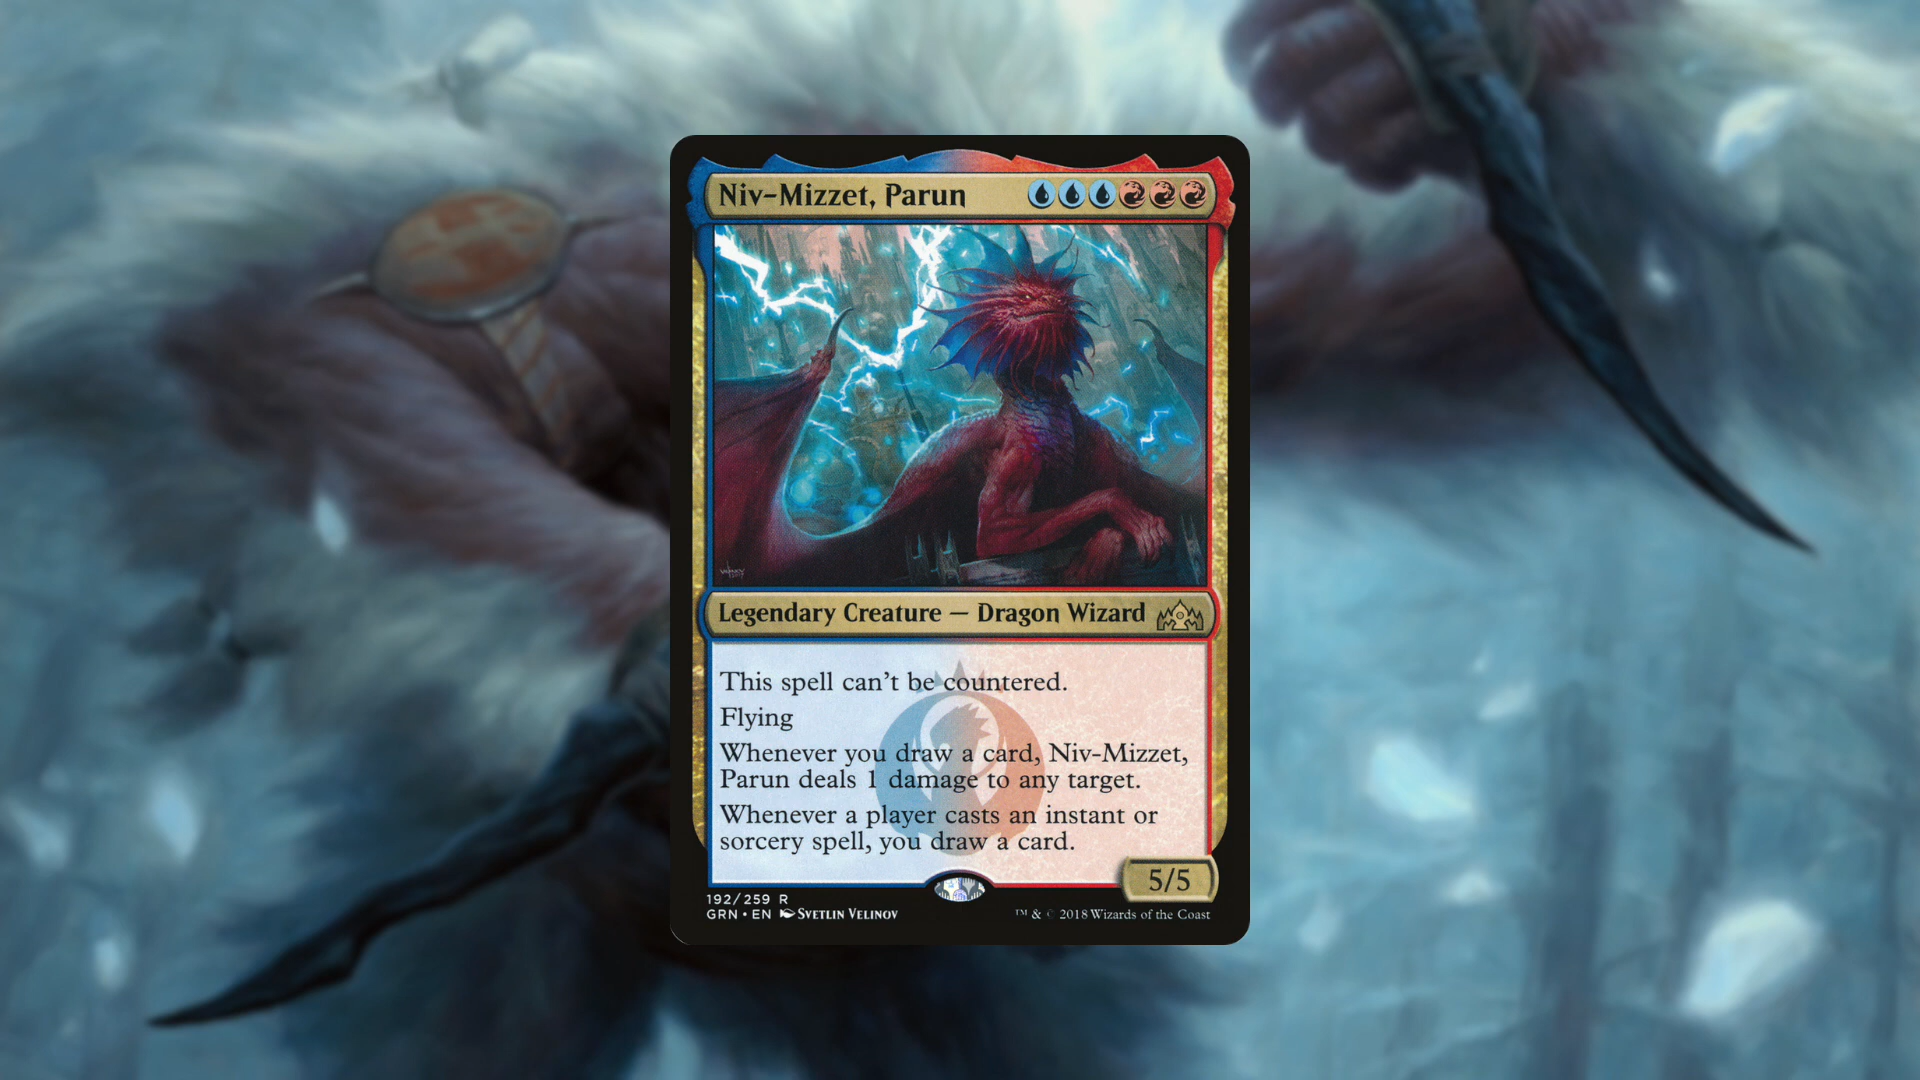 Niv-Mizzet, Parun
Legendary Creature — Dragon Wizard
This spell can't be countered.
Flying
Whenever you draw a card, Niv-Mizzet,
Parun deals 1 damage to any target.
Whenever a player casts an instant or
sorcery spell, you draw a card.
5/5
192/259 R
GRN • EN Svetlin Velinov
™ & © 2018 Wizards of the Coast